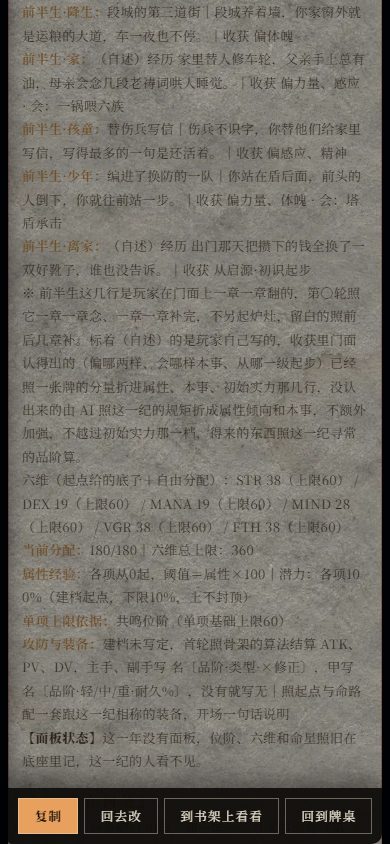 前半生·降生：段城的第三道街｜段城养着墙，你家窗外就
是运粮的大道，车一夜也不停。｜收获 偏体魄
前半生·家：（自述）经历 家里替人修车轮，父亲手上总有
油，母亲会念几段老祷词哄人睡觉。｜收获 偏力量、感应
· 会：一锅喂六族
前半生·孩童：替伤兵写信｜伤兵不识字，你替他们给家里
写信，写得最多的一句是还活着。｜收获 偏感应、精神
前半生·少年：编进了换防的一队｜你站在盾后面，前头的
人倒下，你就往前站一步。｜收获 偏力量、体魄 · 会：塔
盾承击
前半生·离家：（自述）经历 出门那天把攒下的钱全换了一
双好靴子，谁也没告诉。｜收获 从启源·初识起步
※ 前半生这几行是玩家在门面上一章一章翻的，第〇轮照
它一章一章念、一章一章补完，不另起炉灶，留白的照前
后几章补。标着（自述）的是玩家自己写的，收获里门面
认得出的（偏哪两样、会哪样本事、从哪一级起步）已经
照一张牌的分量折进属性、本事、初始实力那几行，没认
出来的由 AI 照这一纪的规矩折成属性倾向和本事，不额外
加强，不越过初始实力那一档，得来的东西照这一纪寻常
的品阶算。
六维（起点给的底子＋自由分配）：STR 38（上限60） /
DEX 19（上限60） / MANA 19（上限60） / MIND 28
（上限60） / VGR 38（上限60） / FTH 38（上限60）
当前分配：180/180｜六维总上限：360
属性经验：各项从0起，阈值=属性×100｜潜力：各项10
0%（建档起点，下限10%，上不封顶）
单项上限依据：共鸣位阶（单项基础上限60）
攻防与装备：建档未写定，首轮照骨架的算法结算 ATK、
PV、DV，主手、副手写 名〔品阶·类型·×修正〕，甲写
名〔品阶·轻/中/重·耐久%〕，没有就写无｜照起点与命路
配一套跟这一纪相称的装备，开场一句话说明
【面板状态】这一年没有面板，位阶、六维和命星照旧在
底座里记，这一纪的人看不见。
复制
回去改
到书架上看看
回到牌桌